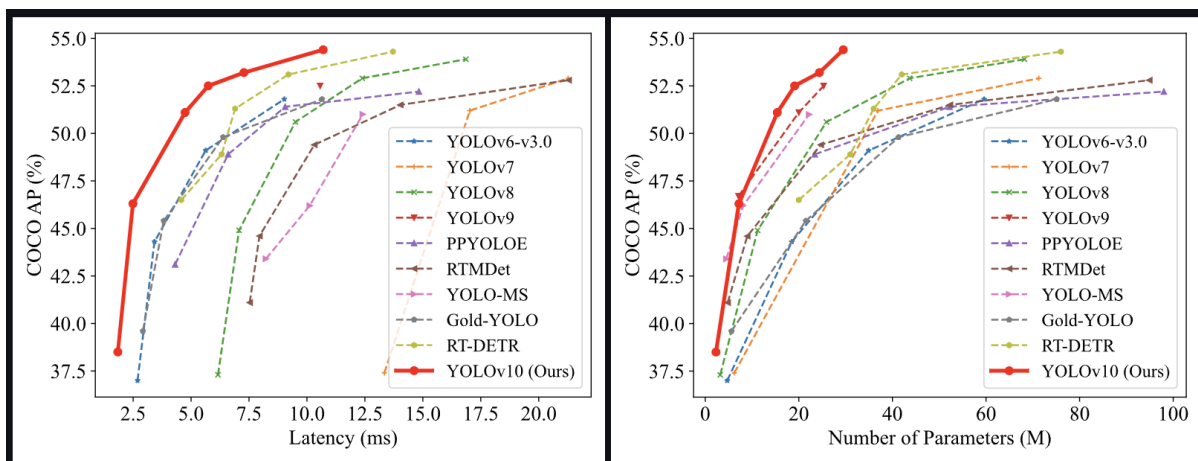 COCO AP (%)
55.0
52.5
50.0
47.5
45.0
42.5
40.0
37.5
YOLOv6-v3.0
YOLOv7
YOLOv8
YOLOv9
PPYOLOE
RTMDet
YOLO-MS
Gold-YOLO
RT-DETR
YOLOv10 (Ours)
2.5 5.0 7.5 10.0 12.5 15.0 17.5 20.0
Latency (ms)
COCO AP (%)
55.0
52.5
50.0
47.5
45.0
42.5
40.0
37.5
YOLOv6-v3.0
YOLOv7
YOLOv8
YOLOv9
PPYOLOE
RTMDet
YOLO-MS
Gold-YOLO
RT-DETR
YOLOv10 (Ours)
0 20 40 60 80 100
Number of Parameters (M)